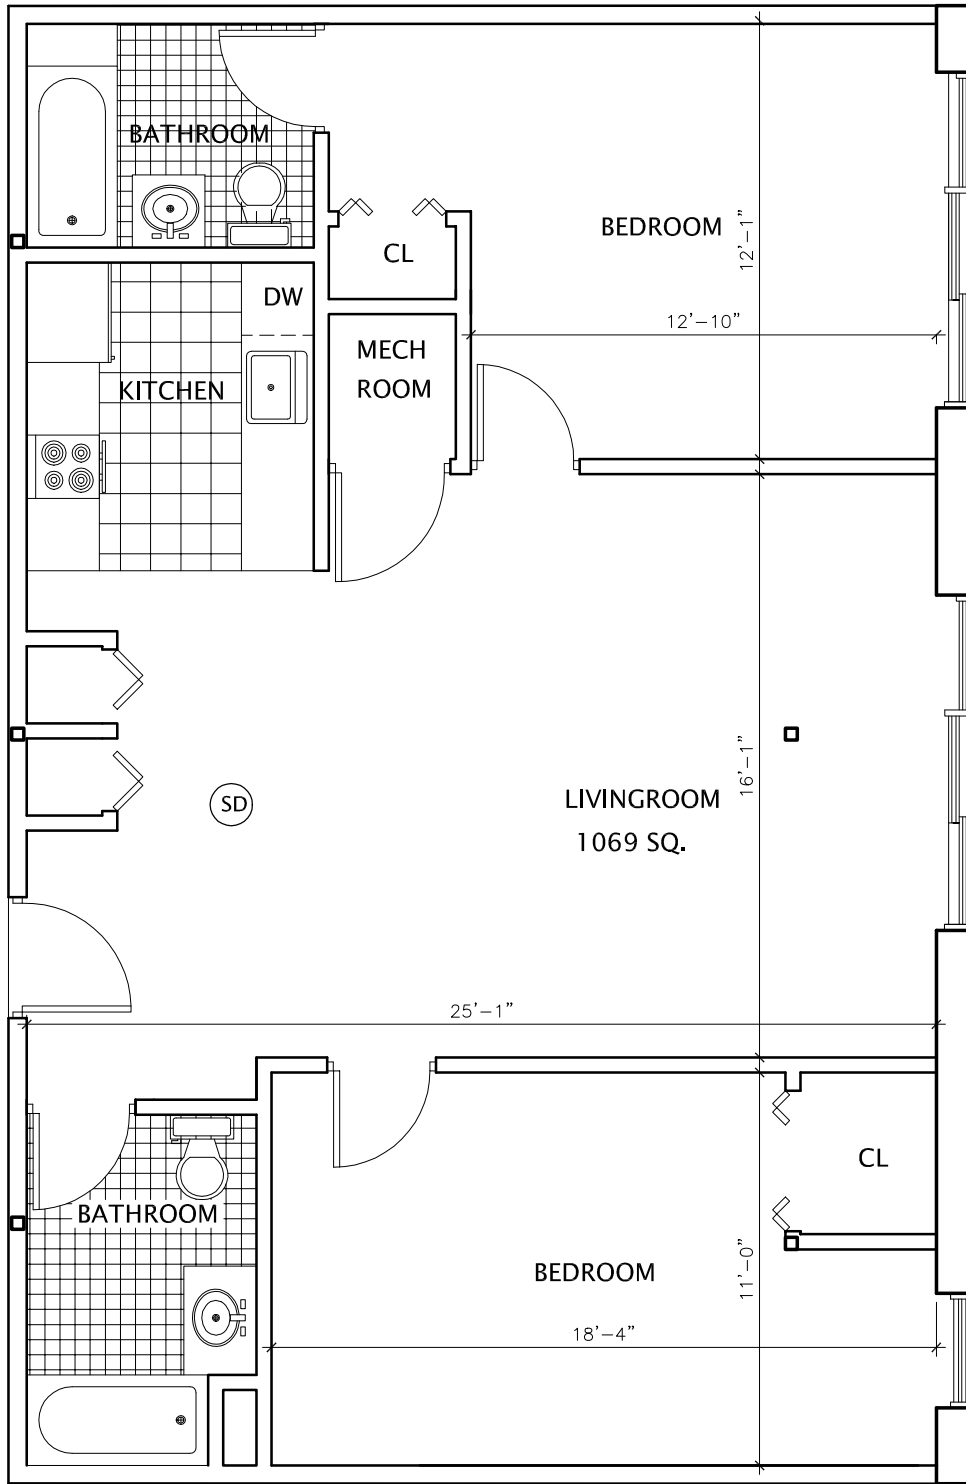 BATHROOM
BEDROOM
12'-1"
CL
DW
12'-10"
MECH
ROOM
KITCHEN
16'-1"
LIVINGROOM
SD
1069 SQ.
25'-1"
CL
BATHROOM
11'-0"
BEDROOM
18'-4"